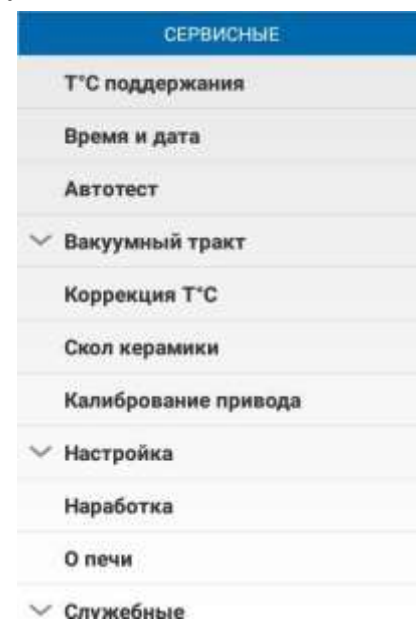 СЕРВИСНЫЕ
Т°С поддержания
Время и дата
Автотест
Вакуумный тракт
Коррекция Т°С
Скол керамики
Калибрование привода
Настройка
Наработка
О печи
Служебные